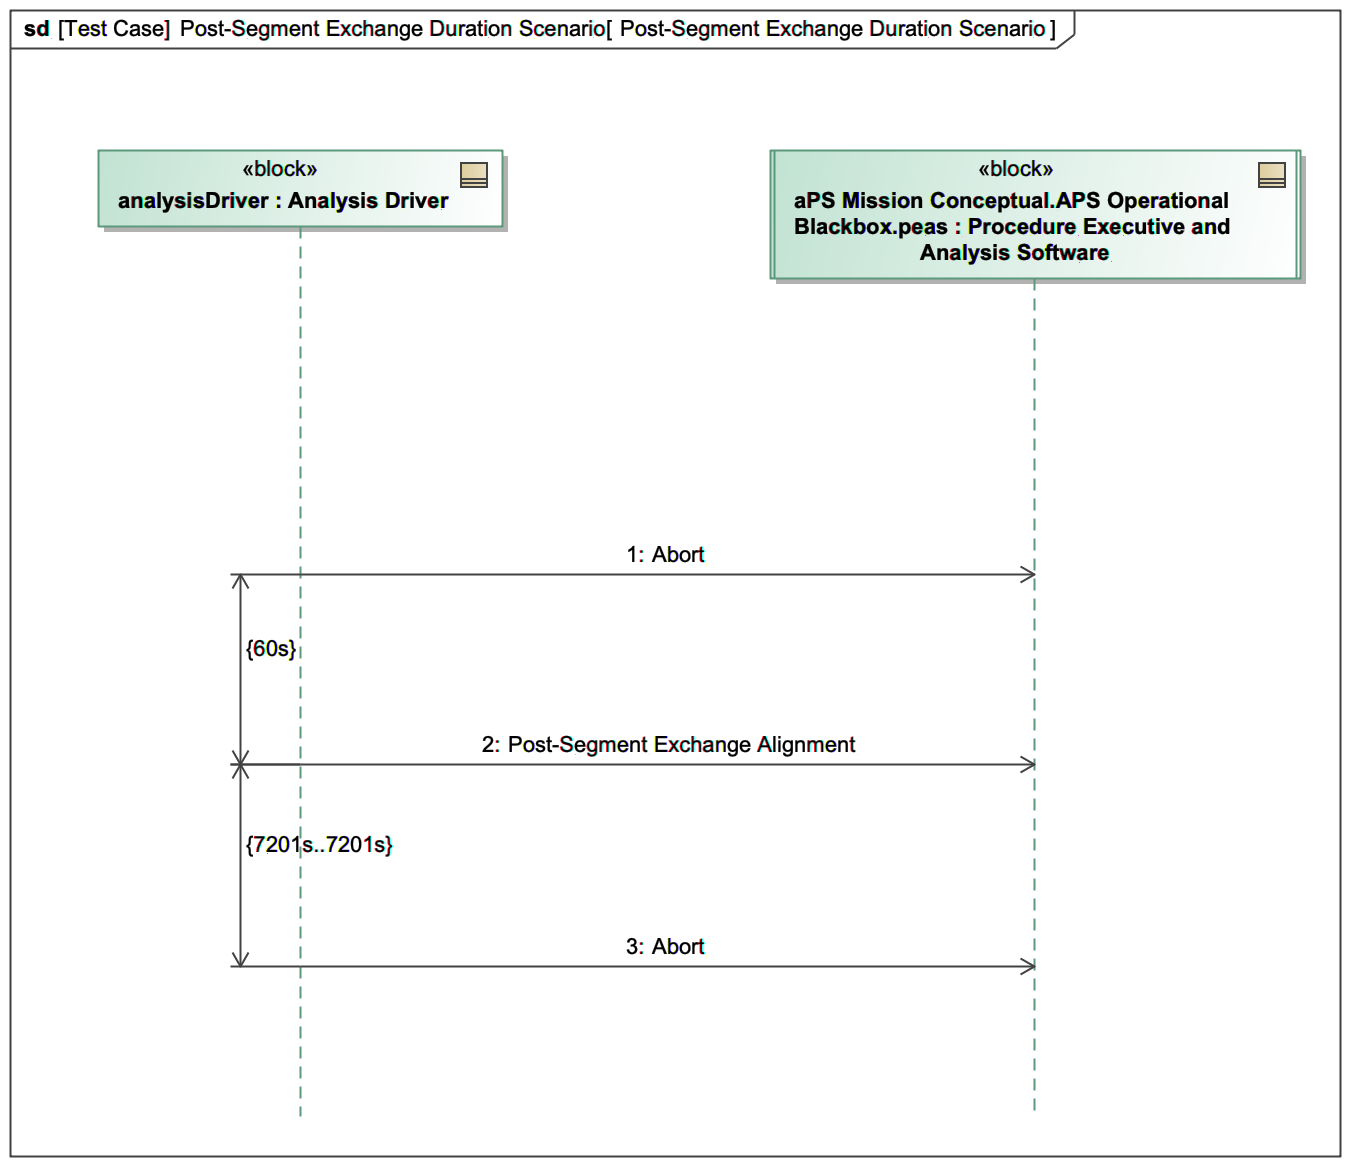 sd [Test Case] Post-Segment Exchange Duration Scenario[ Post-Segment Exchange Duration Scenario ]
«block»
analysisDriver : Analysis Driver
«block»
aPS Mission Conceptual.APS Operational
Blackbox.peas : Procedure Executive and
Analysis Software
1: Abort
{60s}
2: Post-Segment Exchange Alignment
{7201s..7201s}
3: Abort